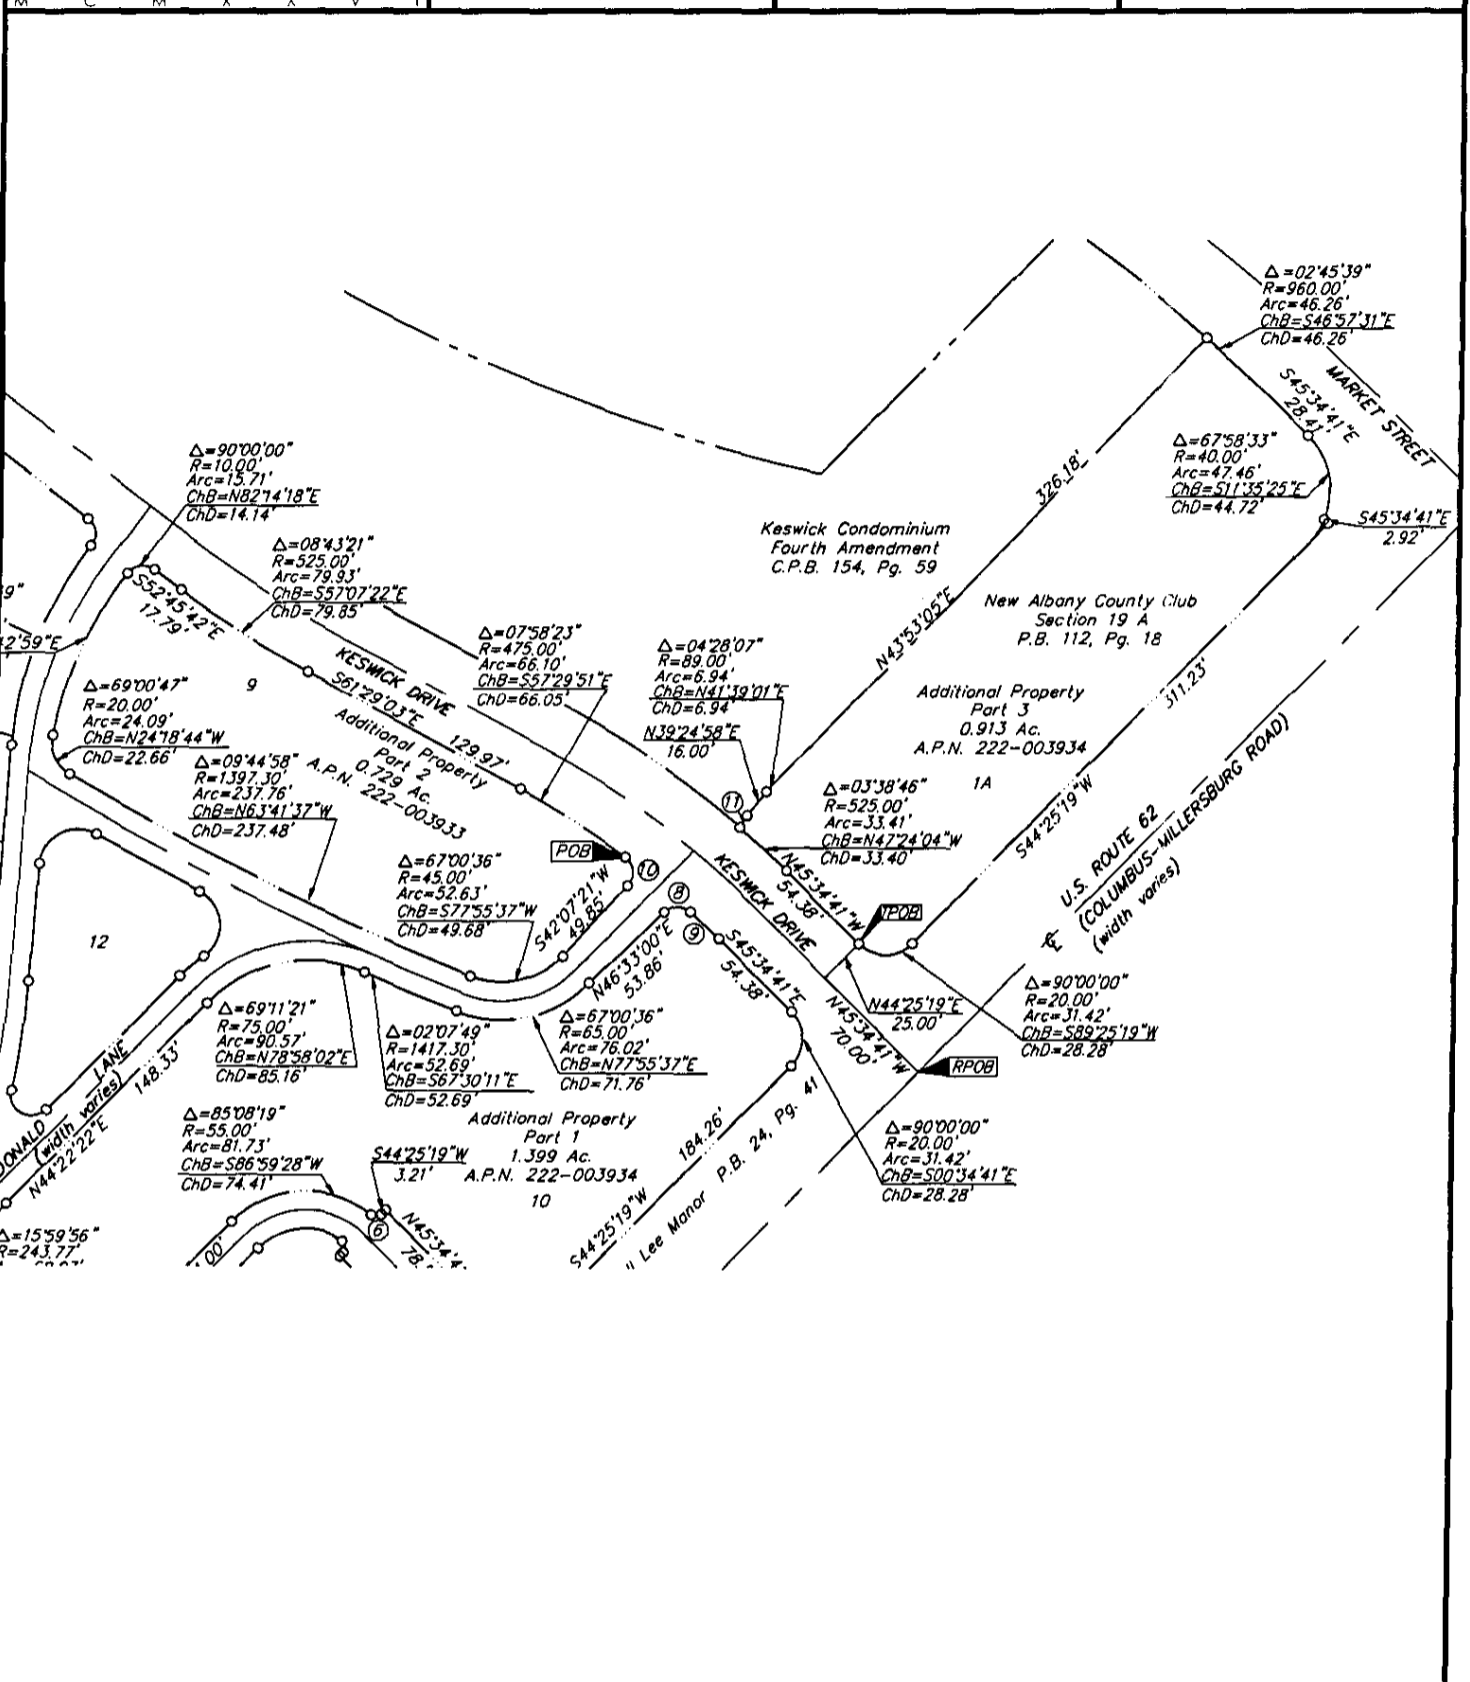 Δ=02°45'39"
R=960.00'
Arc=46.26'
ChB=S46°57'31"E
ChD=46.26'
MARKET STREET
S45°34'41"E
28.41'
Δ=67°58'33"
R=40.00'
Arc=47.46'
ChB=S11°35'25"E
ChD=44.72'
S45°34'41"E
2.92'
326.18'
N43°53'05"E
Keswick Condominium
Fourth Amendment
C.P.B. 154, Pg. 59
New Albany County Club
Section 19 A
P.B. 112, Pg. 18
Additional Property
Part 3
0.913 Ac.
A.P.N. 222-003934
1A
311.23'
S44°25'19"W
U.S. ROUTE 62
(COLUMBUS-MILLERSBURG ROAD)
(width varies)
Δ=90°00'00"
R=10.00'
Arc=15.71'
ChB=N82°14'18"E
ChD=14.14'
Δ=08°43'21"
R=525.00'
Arc=79.93'
ChB=S57°07'22"E
ChD=79.85'
S52°45'42"E
17.79'
9"
42'59"E
KESWICK DRIVE
S61°29'03"E 129.97'
Δ=07°58'23"
R=475.00'
Arc=66.10'
ChB=S57°29'51"E
ChD=66.05'
Δ=04°28'07"
R=89.00'
Arc=6.94'
ChB=N41°39'01"E
ChD=6.94'
N39°24'58"E
16.00'
11
Δ=03°38'46"
R=525.00'
Arc=33.41'
ChB=N47°24'04"W
ChD=33.40'
Δ=69°00'47"
R=20.00'
Arc=24.09'
ChB=N24°18'44"W
ChD=22.66'
9
Additional Property
Part 2
0.729 Ac.
A.P.N. 222-003933
Δ=09°44'58"
R=1397.30'
Arc=237.76'
ChB=N63°41'37"W
ChD=237.48'
POB
10
Δ=67°00'36"
R=45.00'
Arc=52.63'
ChB=S77°55'37"W
ChD=49.68'
S42°07'21"W
49.85'
8
9
KESWICK DRIVE
N45°34'41"W
54.38'
TPOB
S45°34'41"E
54.38'
N46°33'00"E
53.86'
N44°25'19"E
25.00'
N45°34'41"W
70.00'
RPOB
Δ=90°00'00"
R=20.00'
Arc=31.42'
ChB=S89°25'19"W
ChD=28.28'
12
Δ=69°11'21"
R=75.00'
Arc=90.57'
ChB=N78°58'02"E
ChD=85.16'
Δ=02°07'49"
R=1417.30'
Arc=52.69'
ChB=S67°30'11"E
ChD=52.69'
Δ=67°00'36"
R=65.00'
Arc=76.02'
ChB=N77°55'37"E
ChD=71.76'
Δ=90°00'00"
R=20.00'
Arc=31.42'
ChB=S00°34'41"E
ChD=28.28'
ONALD LANE
(width varies)
N44°22'22"E
148.33'
Δ=85°08'19"
R=55.00'
Arc=81.73'
ChB=S86°59'28"W
ChD=74.41'
S44°25'19"W
3.21'
Additional Property
Part 1
1.399 Ac.
A.P.N. 222-003934
10
184.26'
S44°25'19"W
Lee Manor P.B. 24, Pg. 41
6
N45°34'4
78.
.00'
Δ=15°59'56"
R=243.77'